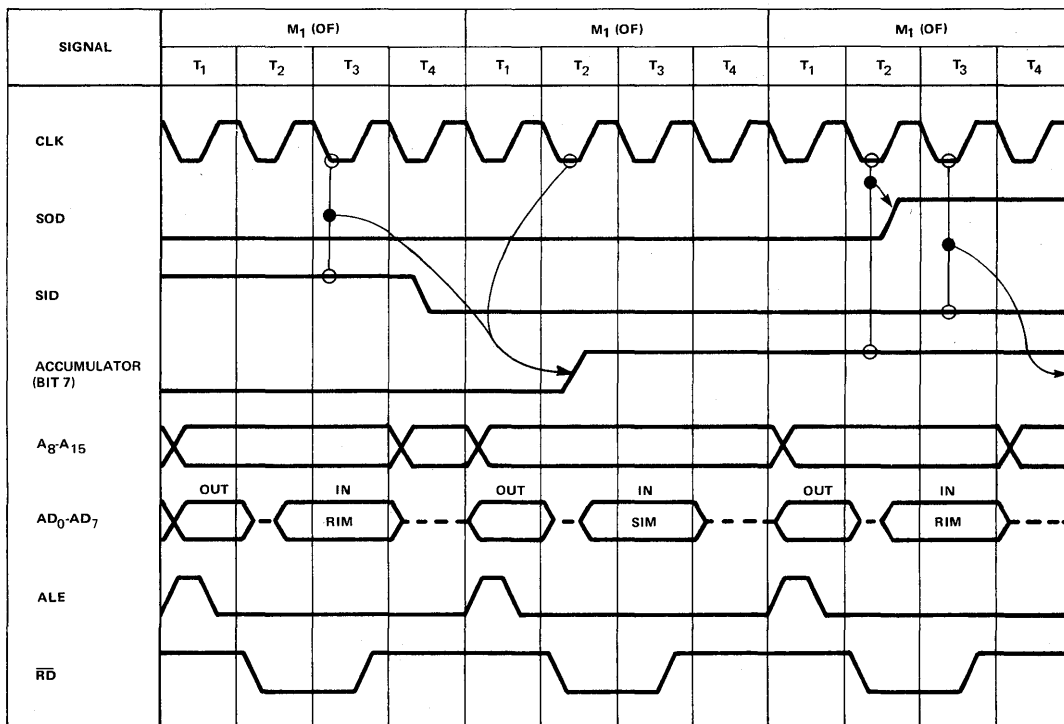 SIGNAL M₁ (OF) M₁ (OF) M₁ (OF)
T₁ T₂ T₃ T₄ T₁ T₂ T₃ T₄ T₁ T₂ T₃ T₄
CLK
SOD
SID
ACCUMULATOR
(BIT 7)
A₈-A₁₅
OUT IN OUT IN OUT IN
AD₀-AD₇ RIM SIM RIM
ALE
R̅D̅